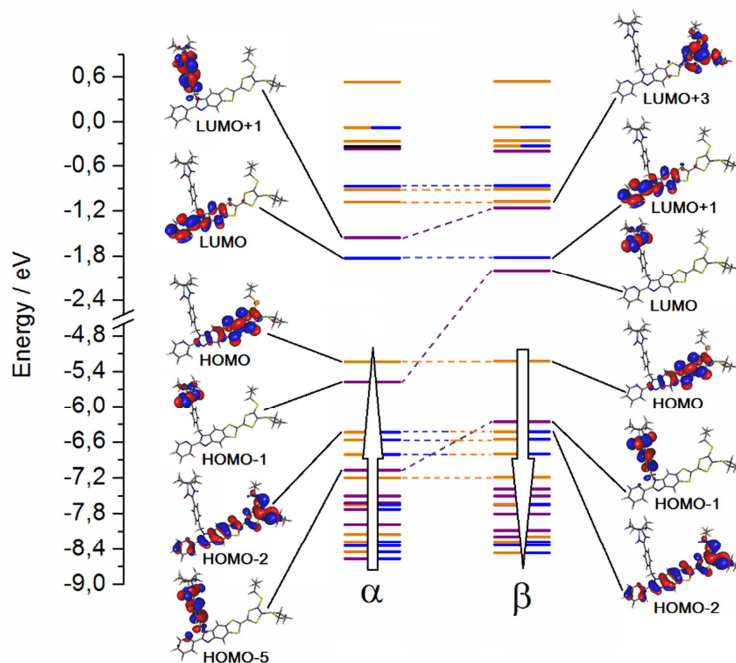 Energy / eV
0,6
0,0
-0,6
-1,2
-1,8
-2,4
-4,8
-5,4
-6,0
-6,6
-7,2
-7,8
-8,4
-9,0
LUMO+1
LUMO
HOMO
HOMO-1
HOMO-2
HOMO-5
α
β
LUMO+3
LUMO+1
LUMO
HOMO
HOMO-1
HOMO-2